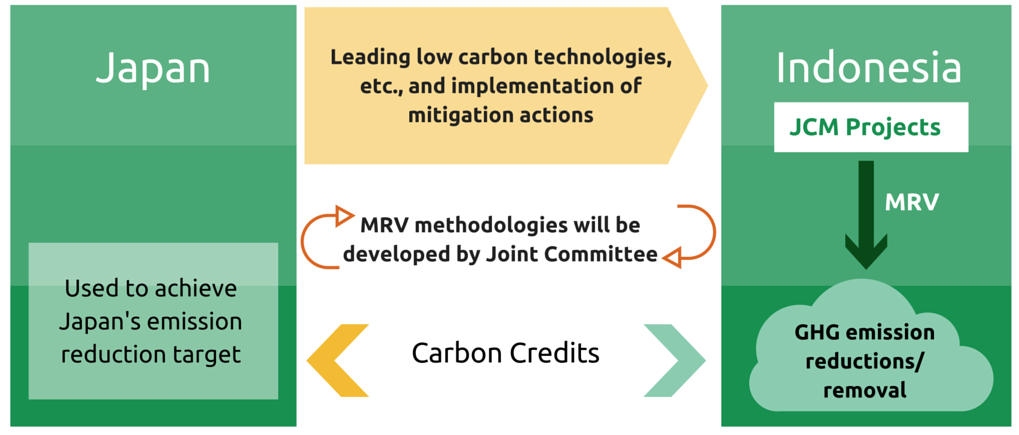 Japan
Leading low carbon technologies,
etc., and implementation of
mitigation actions
Indonesia
JCM Projects
MRV
MRV methodologies will be
developed by Joint Committee
Used to achieve
Japan's emission
reduction target
Carbon Credits
GHG emission
reductions/
removal